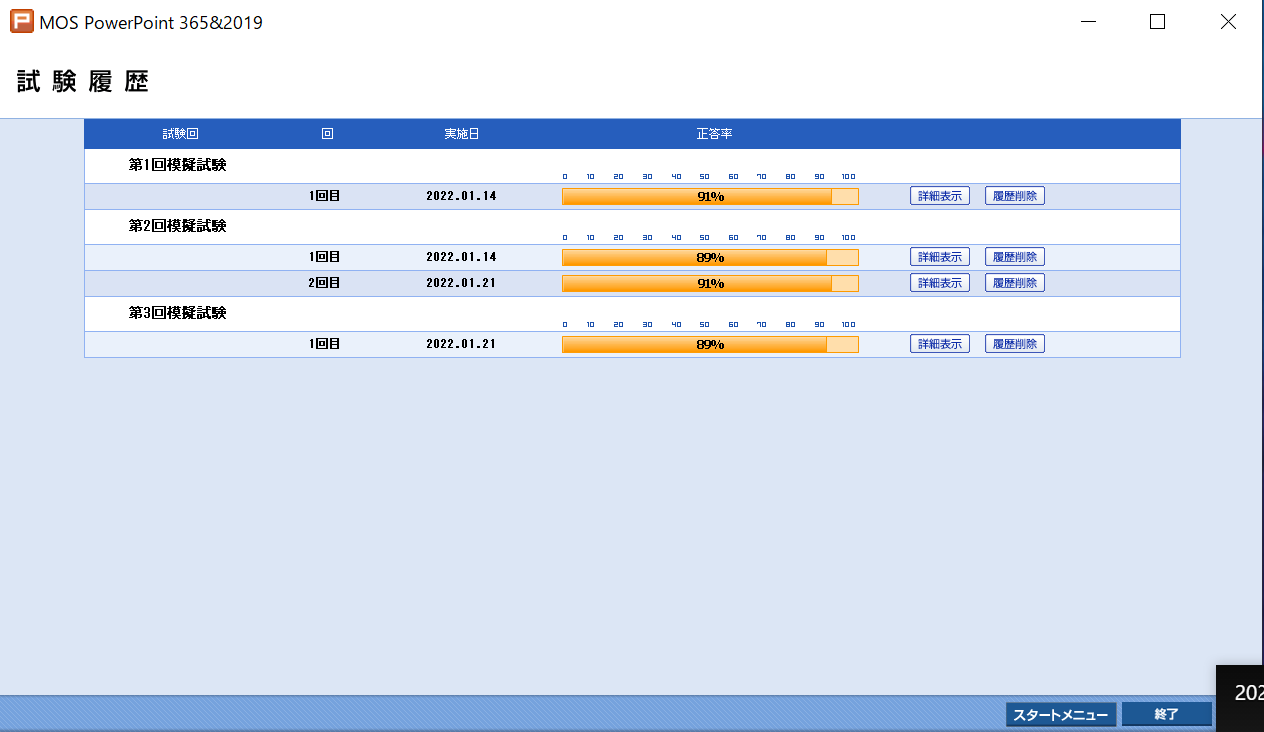 MOS PowerPoint 365&2019
試験履歴
試験回 回 実施日 正答率
第1回模擬試験
0 10 20 30 40 50 60 70 80 90 100
1回目 2022.01.14 91% 詳細表示 履歴削除
第2回模擬試験
0 10 20 30 40 50 60 70 80 90 100
1回目 2022.01.14 89% 詳細表示 履歴削除
2回目 2022.01.21 91% 詳細表示 履歴削除
第3回模擬試験
0 10 20 30 40 50 60 70 80 90 100
1回目 2022.01.21 89% 詳細表示 履歴削除
202
スタートメニュー 終了